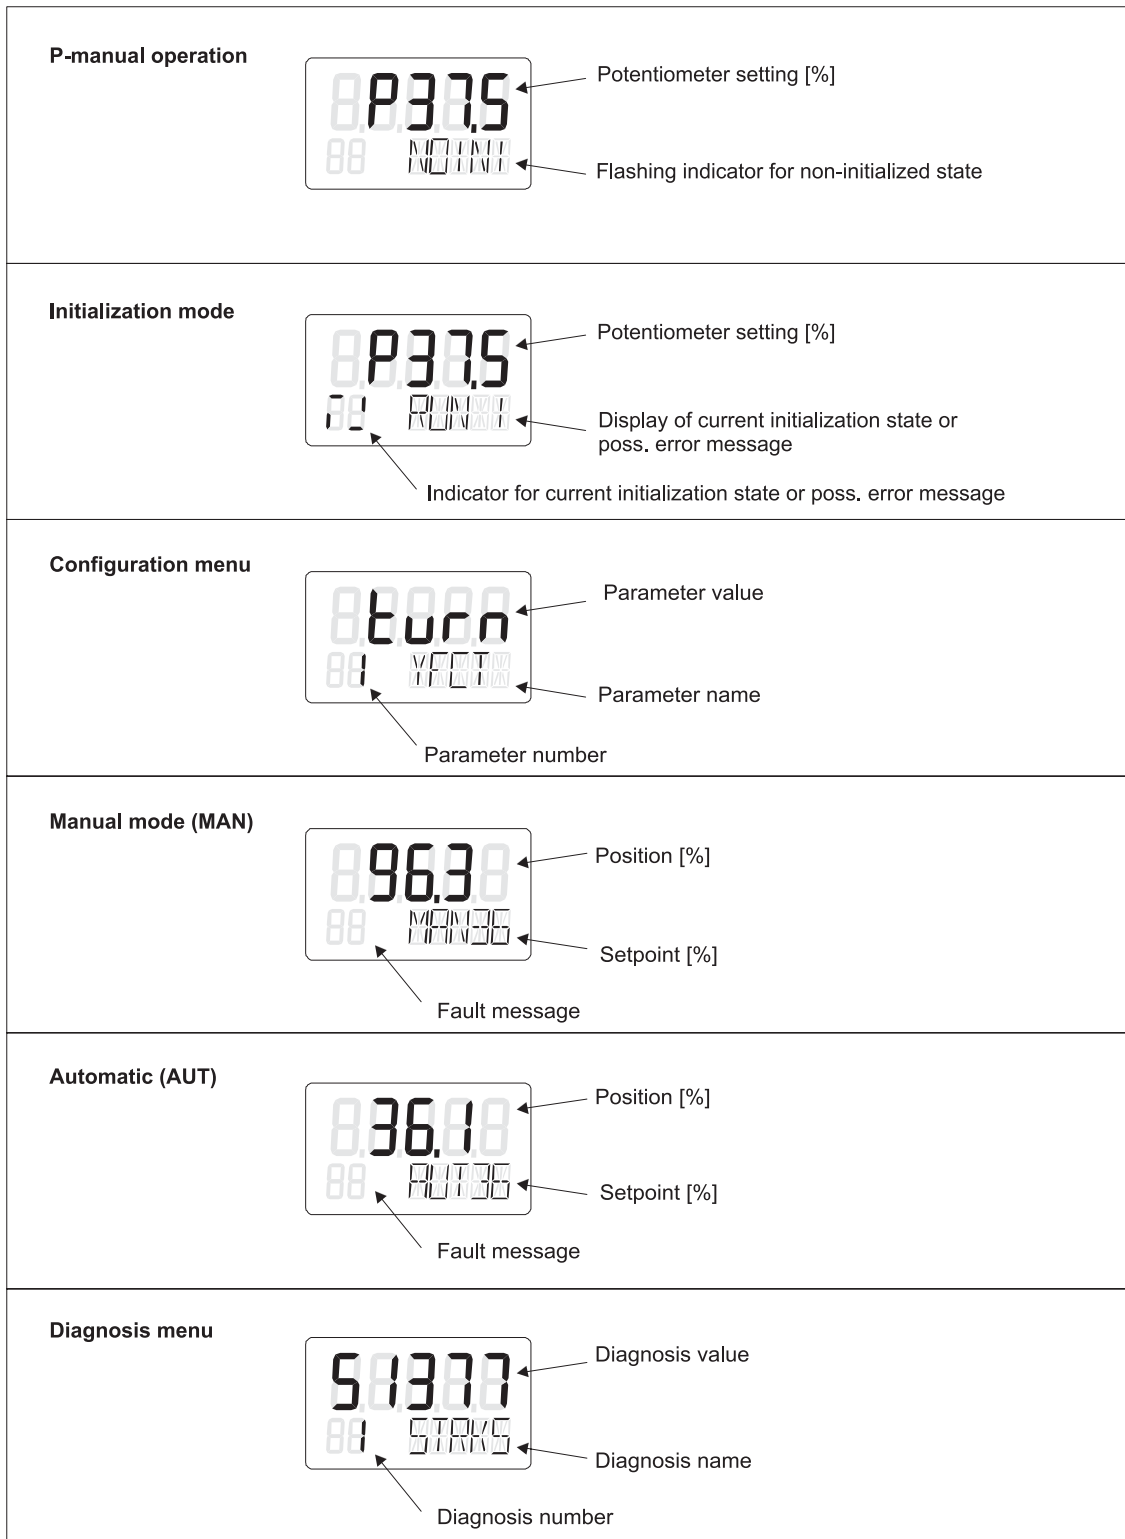 P-manual operation
P37.5
Potentiometer setting [%]
NOINI
Flashing indicator for non-initialized state
Initialization mode
P37.5
Potentiometer setting [%]
RUN 1
Display of current initialization state or
poss. error message
Indicator for current initialization state or poss. error message
Configuration menu
turn
Parameter value
1 YFCT
Parameter name
Parameter number
Manual mode (MAN)
96.3
Position [%]
MAN36
Setpoint [%]
Fault message
Automatic (AUT)
36.1
Position [%]
AUT36
Setpoint [%]
Fault message
Diagnosis menu
51377
Diagnosis value
1 STRKS
Diagnosis name
Diagnosis number